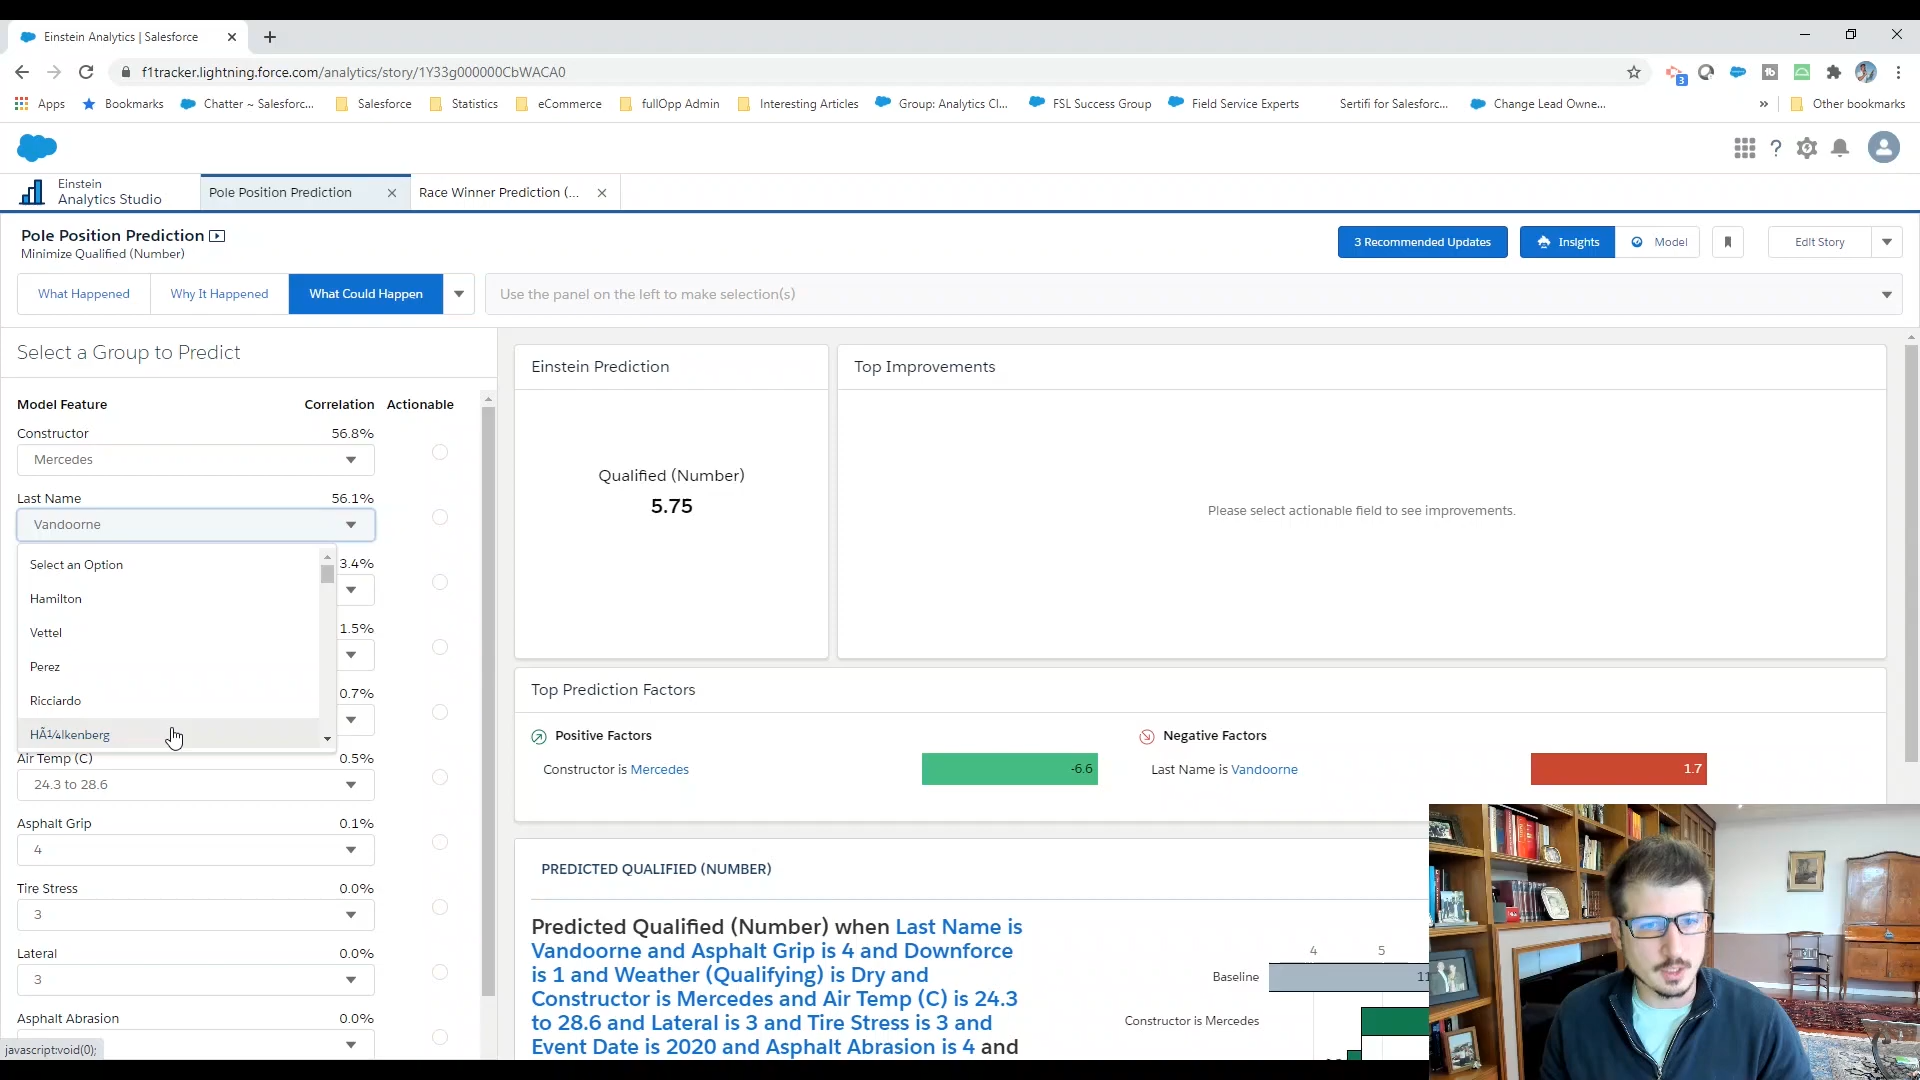 Einstein Analytics | Salesforce
f1tracker.lightning.force.com/analytics/story/1Y33g000000CbWACA0
3
Apps
Bookmarks
Chatter ~ Salesforc...
Salesforce
Statistics
eCommerce
fullOpp Admin
Interesting Articles
Group: Analytics Cl...
FSL Success Group
Field Service Experts
Sertifi for Salesforc...
Change Lead Owne...
»
Other bookmarks
Einstein
Analytics Studio
Pole Position Prediction
Race Winner Prediction (...
Pole Position Prediction
Minimize Qualified (Number)
3 Recommended Updates
Insights
Model
Edit Story
What Happened
Why It Happened
What Could Happen
Use the panel on the left to make selection(s)
Select a Group to Predict
Model Feature
Correlation
Actionable
Constructor
56.8%
Mercedes
Last Name
56.1%
Vandoorne
Select an Option
3.4%
Hamilton
Vettel
1.5%
Perez
Ricciardo
0.7%
HÃ¼lkenberg
Air Temp (C)
0.5%
24.3 to 28.6
Asphalt Grip
0.1%
4
Tire Stress
0.0%
3
Lateral
0.0%
3
Asphalt Abrasion
0.0%
javascript:void(0);
Einstein Prediction
Qualified (Number)
5.75
Top Improvements
Please select actionable field to see improvements.
Top Prediction Factors
Positive Factors
Constructor is Mercedes
-6.6
Negative Factors
Last Name is Vandoorne
1.7
PREDICTED QUALIFIED (NUMBER)
Predicted Qualified (Number) when Last Name is
Vandoorne and Asphalt Grip is 4 and Downforce
is 1 and Weather (Qualifying) is Dry and
Constructor is Mercedes and Air Temp (C) is 24.3
to 28.6 and Lateral is 3 and Tire Stress is 3 and
Event Date is 2020 and Asphalt Abrasion is 4 and
4
5
Baseline
11
Constructor is Mercedes